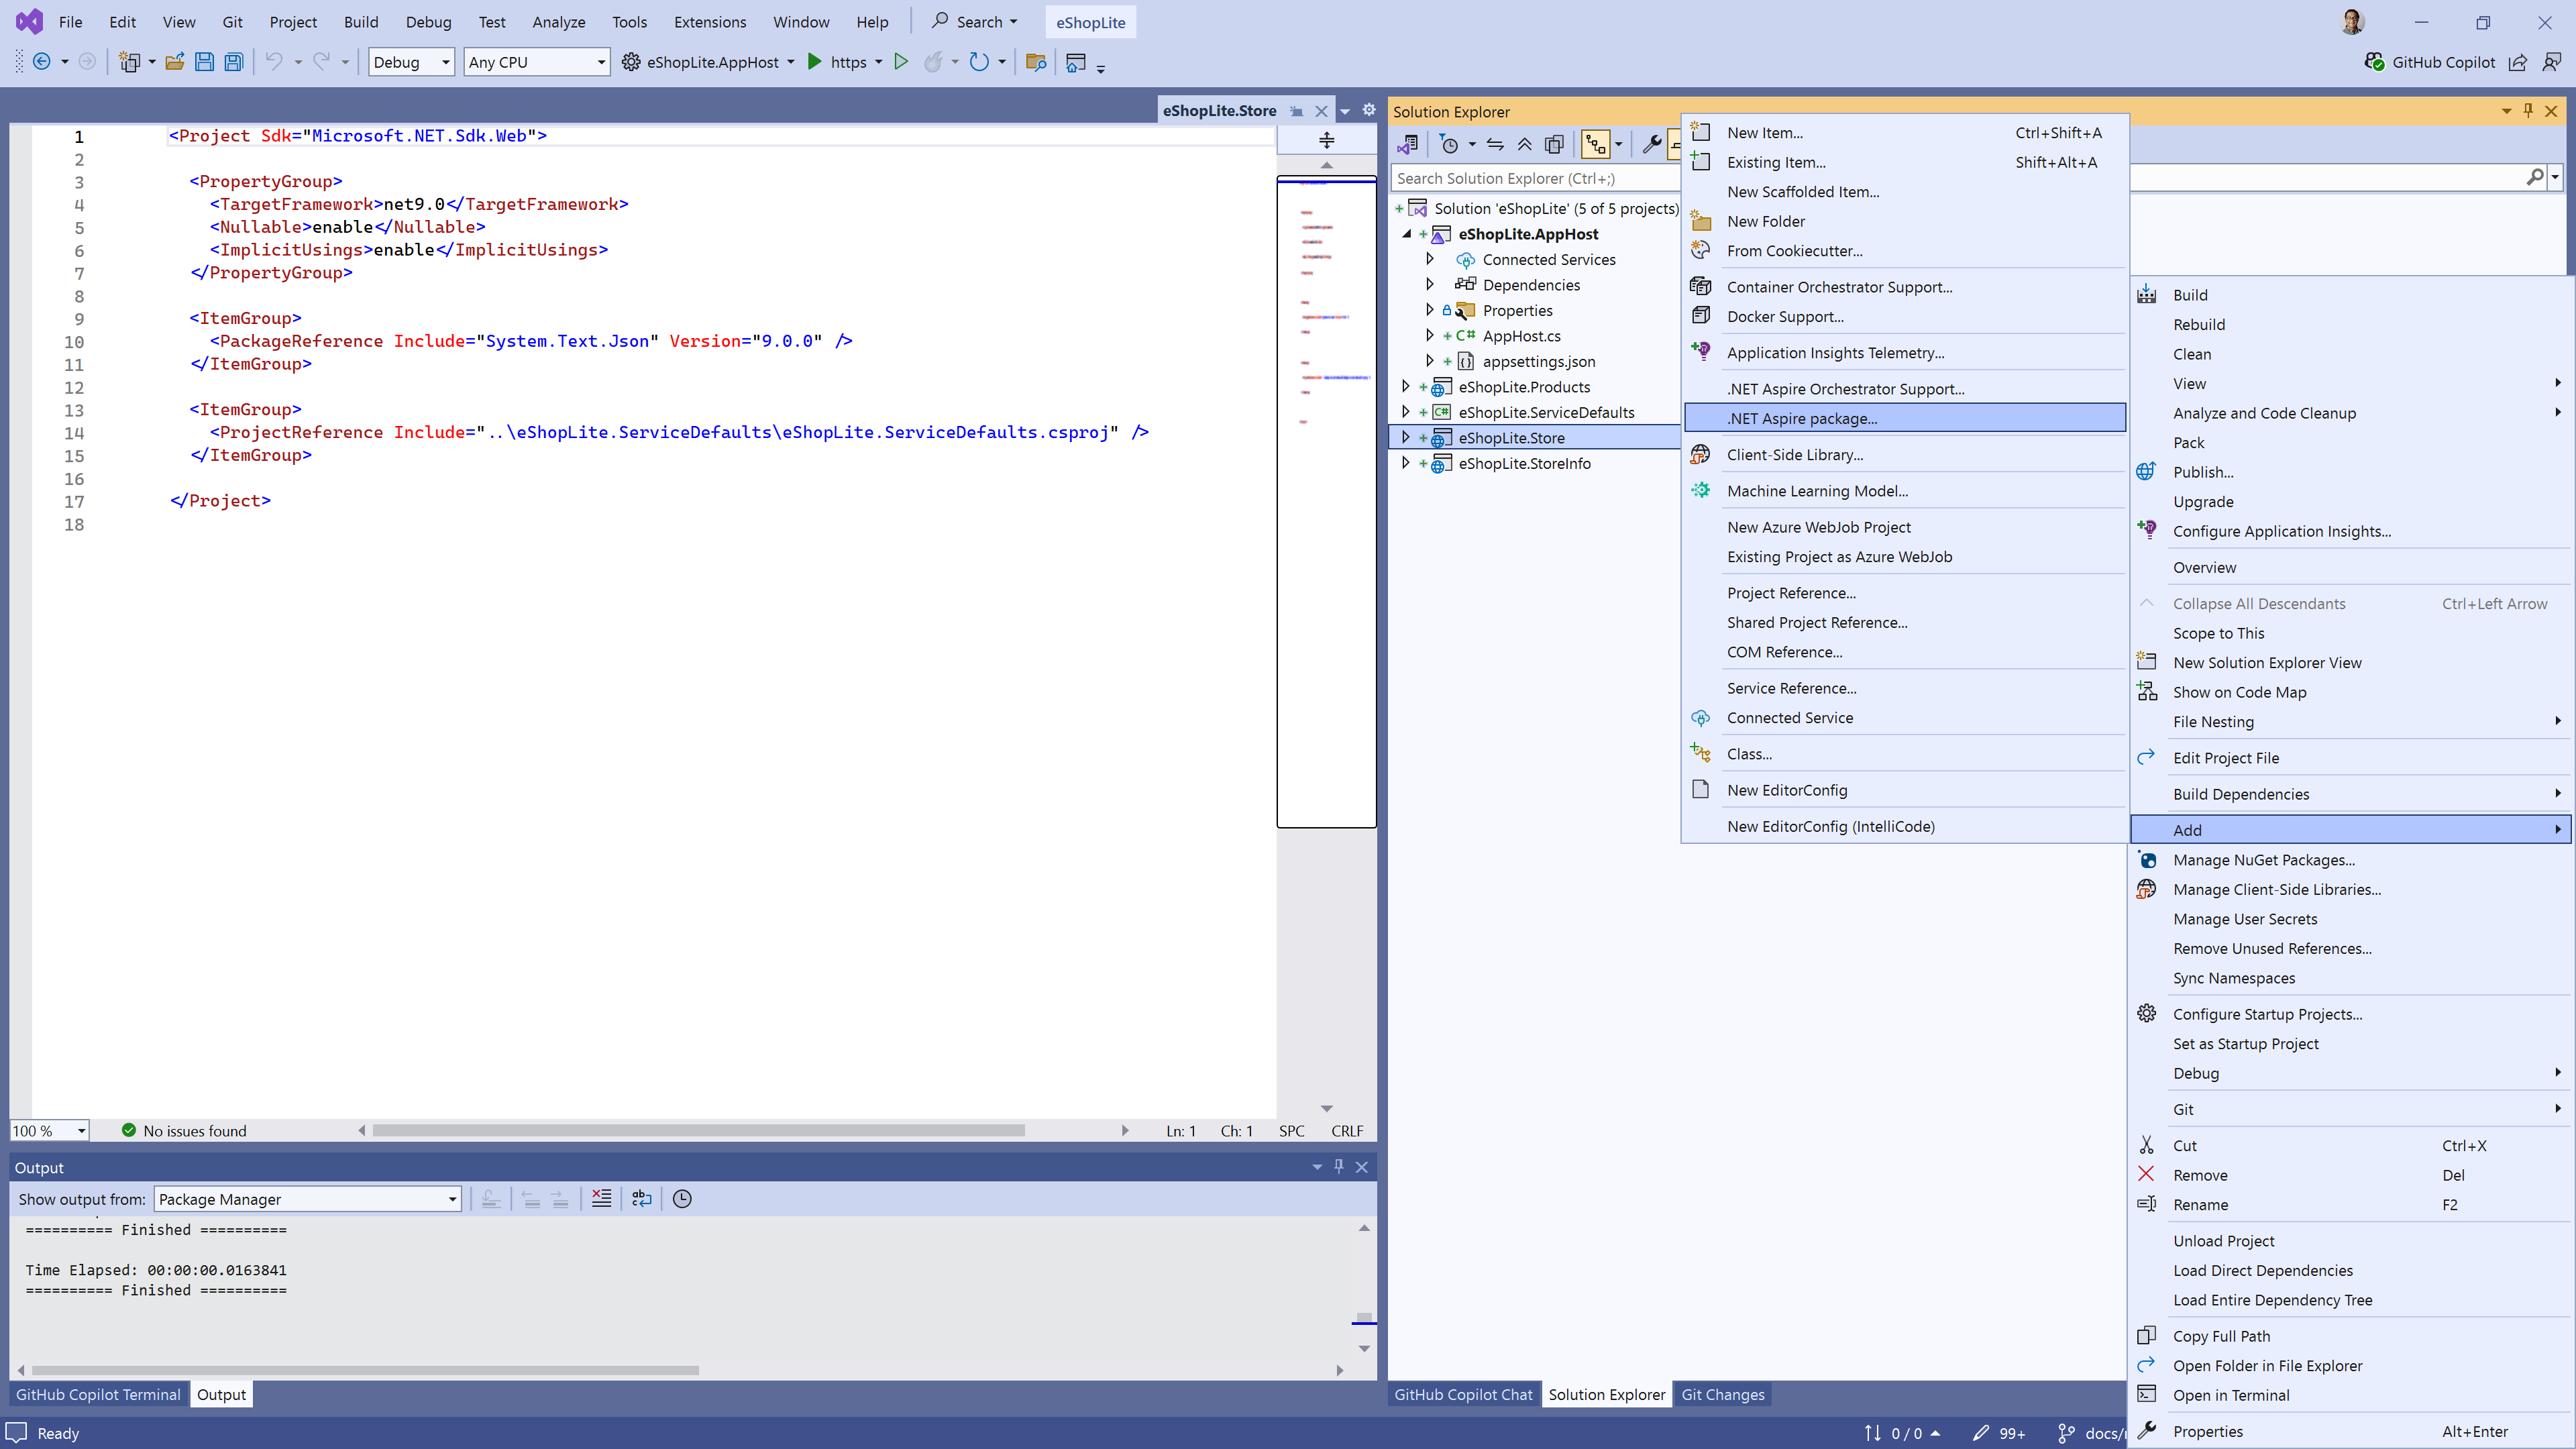 File Edit View Git Project Build Debug Test Analyze Tools Extensions Window Help Search eShopLite
Debug Any CPU eShopLite.AppHost https GitHub Copilot
eShopLite.Store
1 <Project Sdk="Microsoft.NET.Sdk.Web">
2
3 <PropertyGroup>
4 <TargetFramework>net9.0</TargetFramework>
5 <Nullable>enable</Nullable>
6 <ImplicitUsings>enable</ImplicitUsings>
7 </PropertyGroup>
8
9 <ItemGroup>
10 <PackageReference Include="System.Text.Json" Version="9.0.0" />
11 </ItemGroup>
12
13 <ItemGroup>
14 <ProjectReference Include="..\eShopLite.ServiceDefaults\eShopLite.ServiceDefaults.csproj" />
15 </ItemGroup>
16
17 </Project>
18
100 % No issues found Ln: 1 Ch: 1 SPC CRLF
Output
Show output from: Package Manager
========== Finished ==========
Time Elapsed: 00:00:00.0163841
========== Finished ==========
GitHub Copilot Terminal Output
Solution Explorer
Search Solution Explorer (Ctrl+;)
Solution 'eShopLite' (5 of 5 projects)
eShopLite.AppHost
Connected Services
Dependencies
Properties
AppHost.cs
appsettings.json
eShopLite.Products
eShopLite.ServiceDefaults
eShopLite.Store
eShopLite.StoreInfo
New Item... Ctrl+Shift+A
Existing Item... Shift+Alt+A
New Scaffolded Item...
New Folder
From Cookiecutter...
Container Orchestrator Support...
Docker Support...
Application Insights Telemetry...
.NET Aspire Orchestrator Support...
.NET Aspire package...
Client-Side Library...
Machine Learning Model...
New Azure WebJob Project
Existing Project as Azure WebJob
Project Reference...
Shared Project Reference...
COM Reference...
Service Reference...
Connected Service
Class...
New EditorConfig
New EditorConfig (IntelliCode)
Build
Rebuild
Clean
View
Analyze and Code Cleanup
Pack
Publish...
Upgrade
Configure Application Insights...
Overview
Collapse All Descendants Ctrl+Left Arrow
Scope to This
New Solution Explorer View
Show on Code Map
File Nesting
Edit Project File
Build Dependencies
Add
Manage NuGet Packages...
Manage Client-Side Libraries...
Manage User Secrets
Remove Unused References...
Sync Namespaces
Configure Startup Projects...
Set as Startup Project
Debug
Git
Cut Ctrl+X
Remove Del
Rename F2
Unload Project
Load Direct Dependencies
Load Entire Dependency Tree
Copy Full Path
Open Folder in File Explorer
Open in Terminal
Properties Alt+Enter
GitHub Copilot Chat Solution Explorer Git Changes
Ready 0 / 0 99+